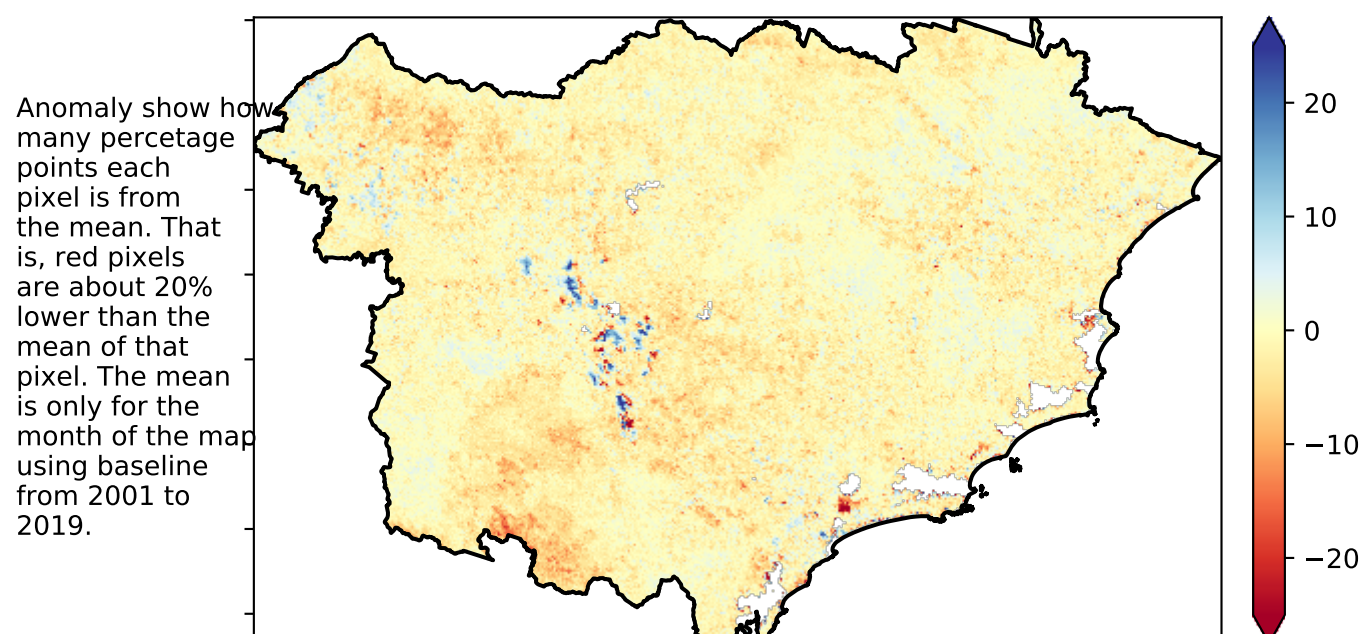 Anomaly show how
many percetage
points each
pixel is from
the mean. That
is, red pixels
are about 20%
lower than the
mean of that
pixel. The mean
is only for the
month of the map
using baseline
from 2001 to
2019.
20
10
0
−10
−20